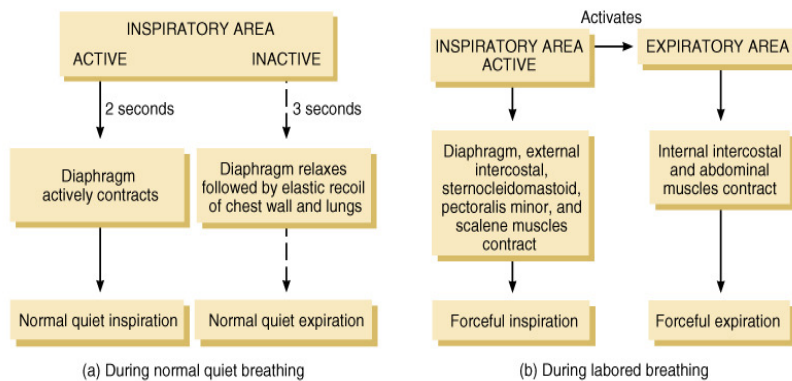 INSPIRATORY AREA
ACTIVE INACTIVE
2 seconds
3 seconds
Diaphragm
actively contracts
Diaphragm relaxes
followed by elastic recoil
of chest wall and lungs
Normal quiet inspiration
Normal quiet expiration
(a) During normal quiet breathing
Activates
INSPIRATORY AREA
ACTIVE
EXPIRATORY AREA
Diaphragm, external
intercostal,
sternocleidomastoid,
pectoralis minor, and
scalene muscles
contract
Internal intercostal
and abdominal
muscles contract
Forceful inspiration
Forceful expiration
(b) During labored breathing